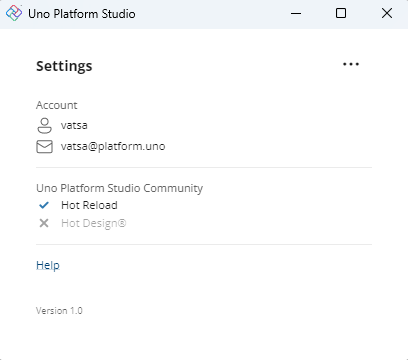 Uno Platform Studio
Settings
Account
vatsa
vatsa@platform.uno
Uno Platform Studio Community
Hot Reload
Hot Design®
Help
Version 1.0